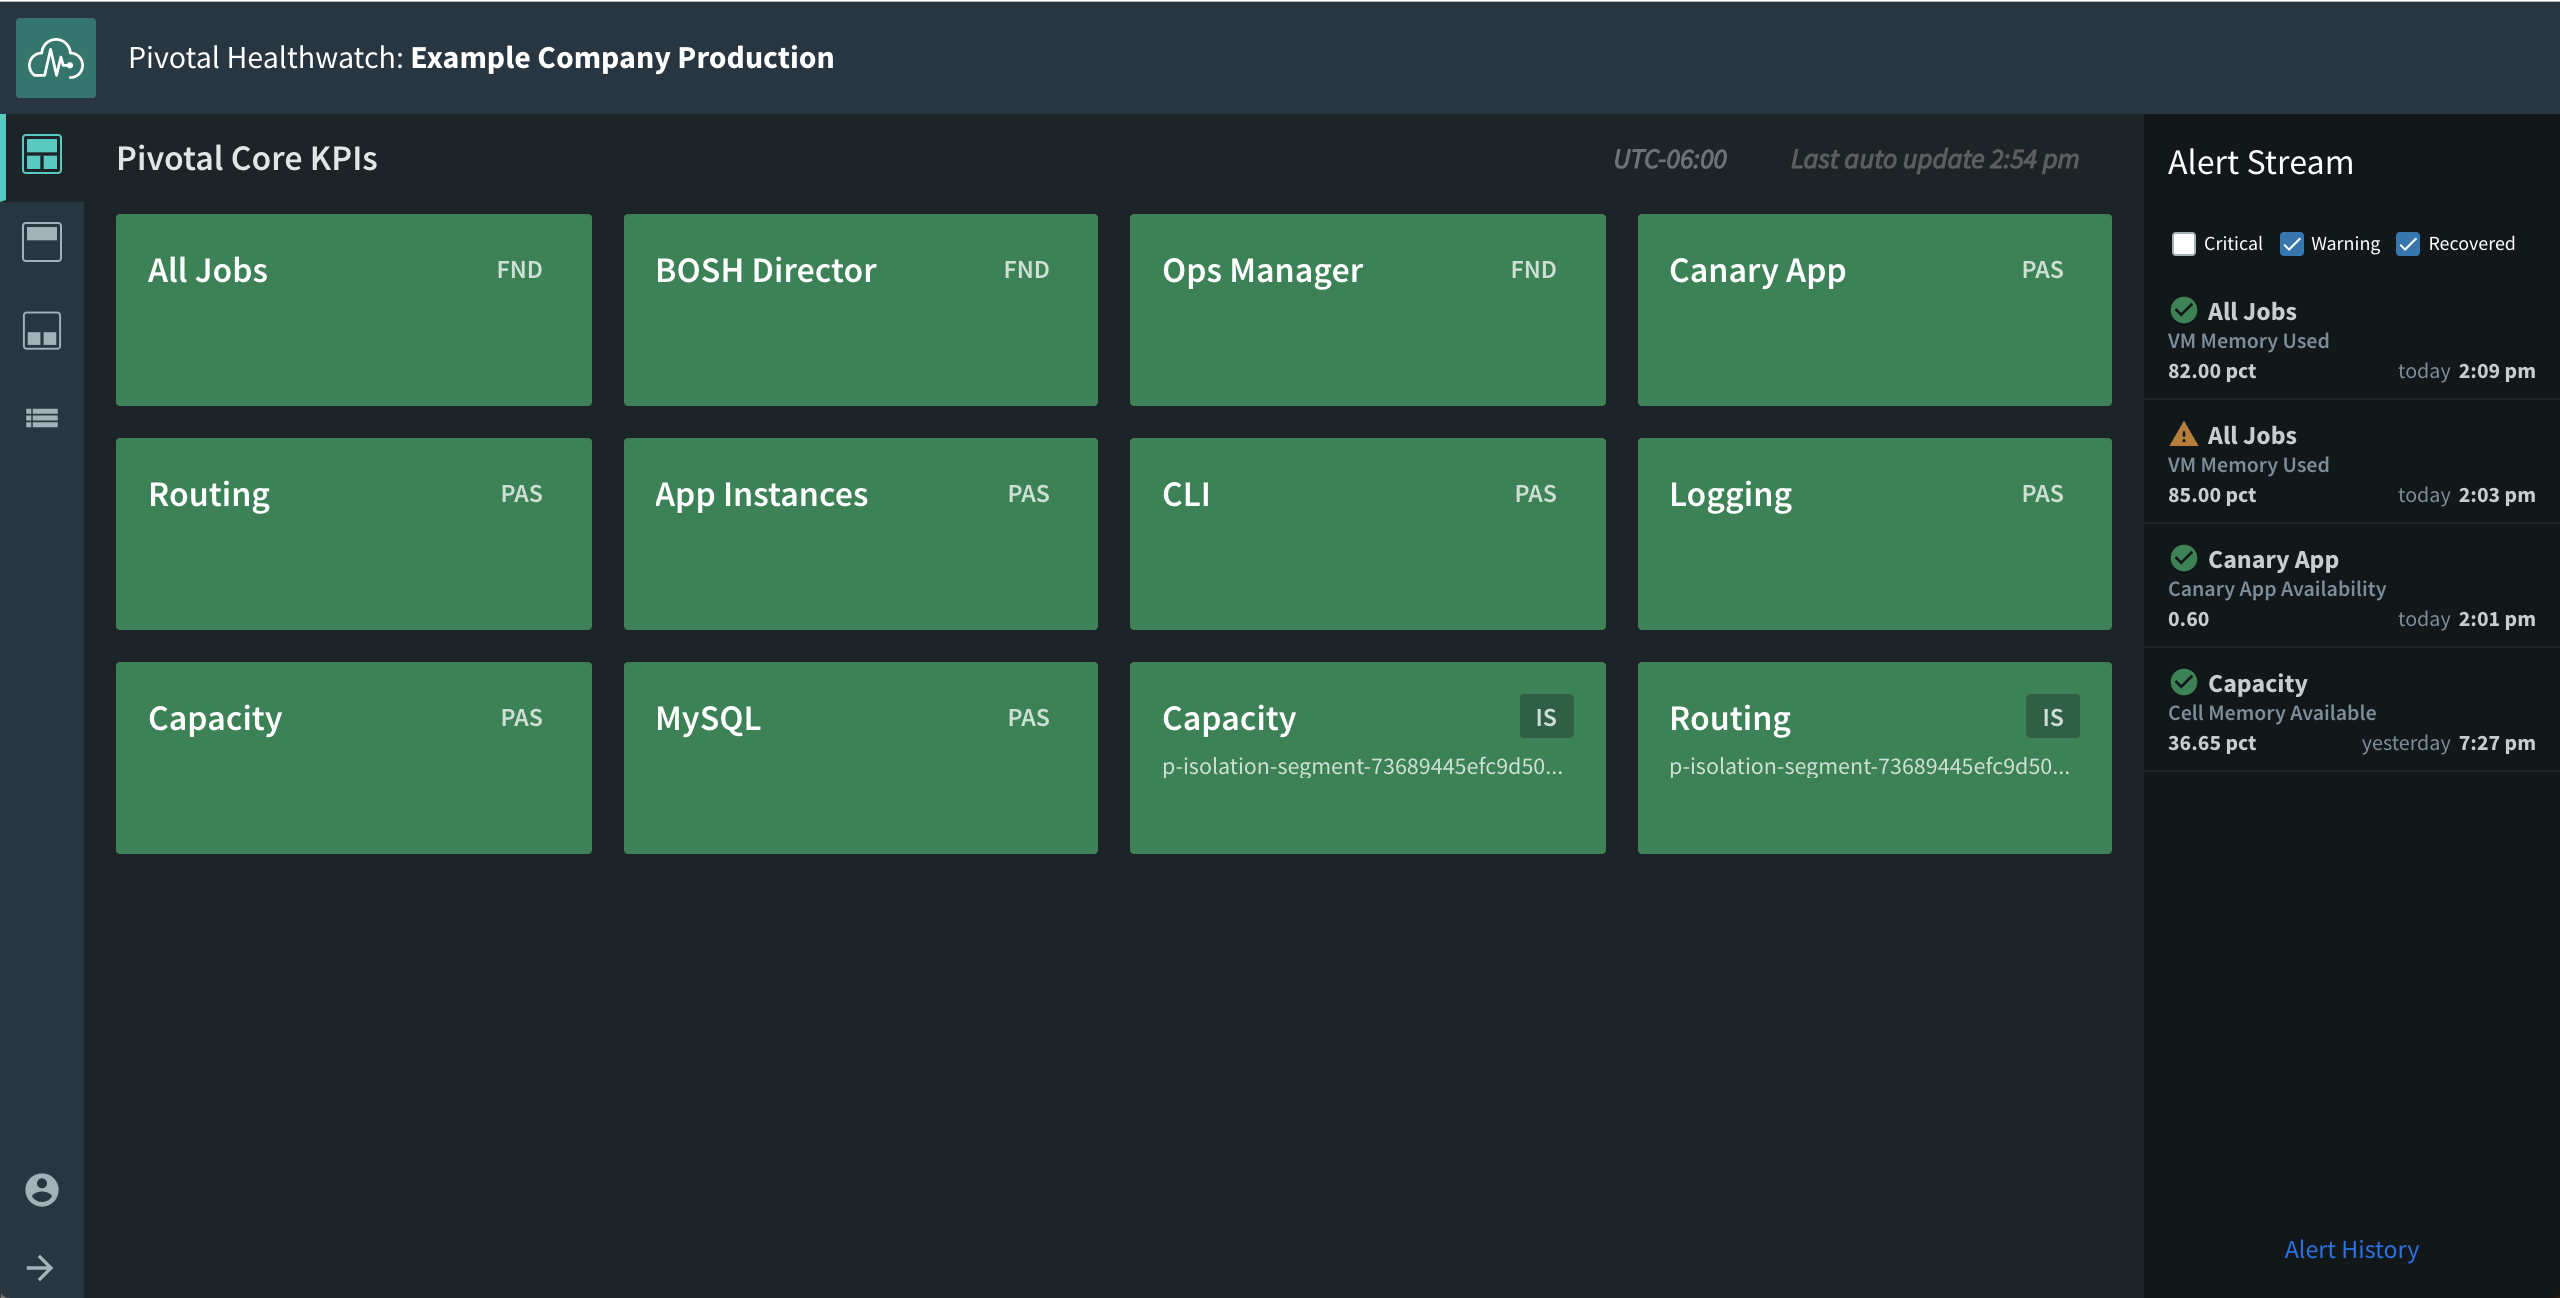 Pivotal Healthwatch: Example Company Production
Pivotal Core KPIs
UTC-06:00
Last auto update 2:54 pm
All Jobs FND
BOSH Director FND
Ops Manager FND
Canary App PAS
Routing PAS
App Instances PAS
CLI PAS
Logging PAS
Capacity PAS
MySQL PAS
Capacity IS
p-isolation-segment-73689445efc9d50...
Routing IS
p-isolation-segment-73689445efc9d50...
Alert Stream
Critical Warning Recovered
All Jobs
VM Memory Used
82.00 pct today 2:09 pm
All Jobs
VM Memory Used
85.00 pct today 2:03 pm
Canary App
Canary App Availability
0.60 today 2:01 pm
Capacity
Cell Memory Available
36.65 pct yesterday 7:27 pm
Alert History